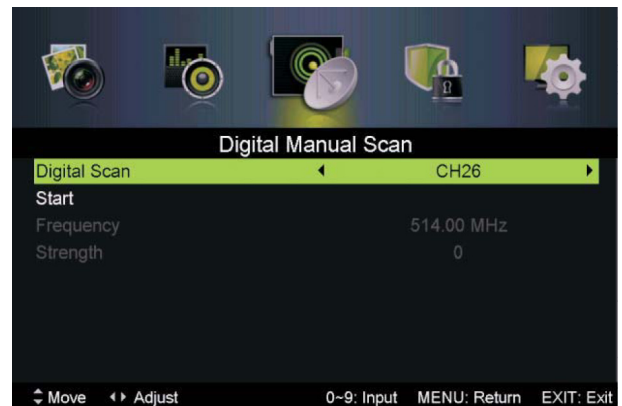 Digital Manual Scan
Digital Scan CH26
Start
Frequency 514.00 MHz
Strength 0
Move Adjust 0~9: Input MENU: Return EXIT: Exit